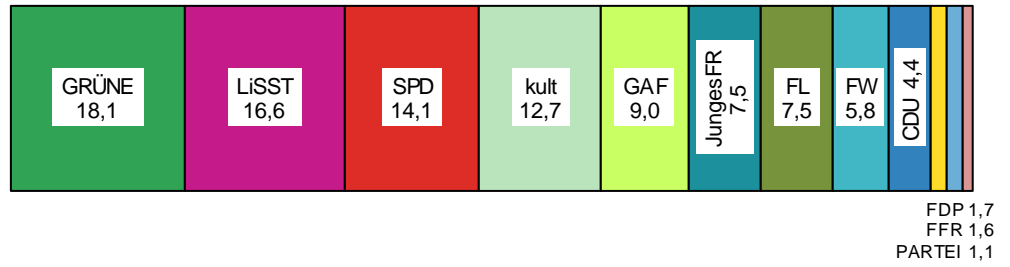 GRÜNE
18,1
LiSST
16,6
SPD
14,1
kult
12,7
GAF
9,0
JungesFR
7,5
FL
7,5
FW
5,8
CDU 4,4
FDP 1,7
FFR 1,6
PARTEI 1,1